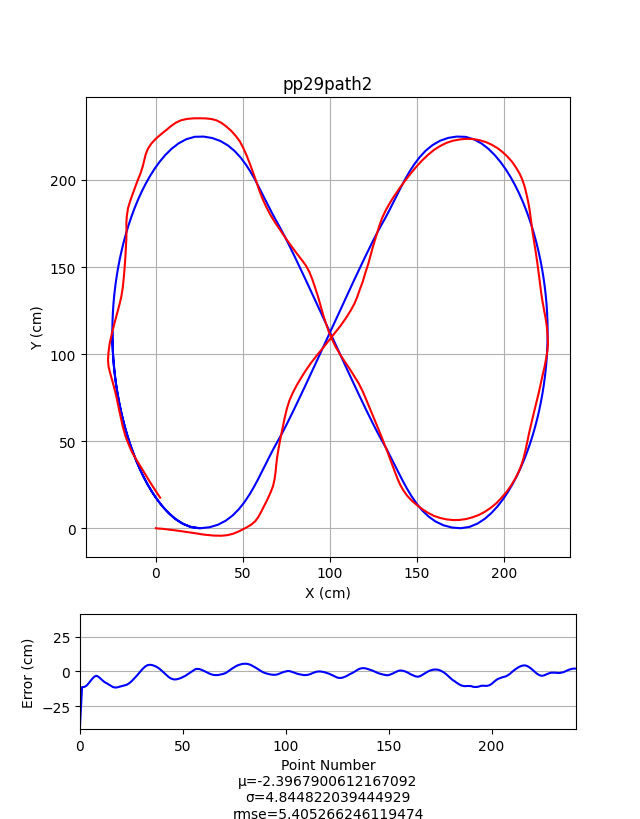 pp29path2
200
150
100
50
0
Y (cm)
0 50 100 150 200
X (cm)
25
0
−25
Error (cm)
0 50 100 150 200
Point Number
μ=-2.3967900612167092
σ=4.844822039444929
rmse=5.405266246119474